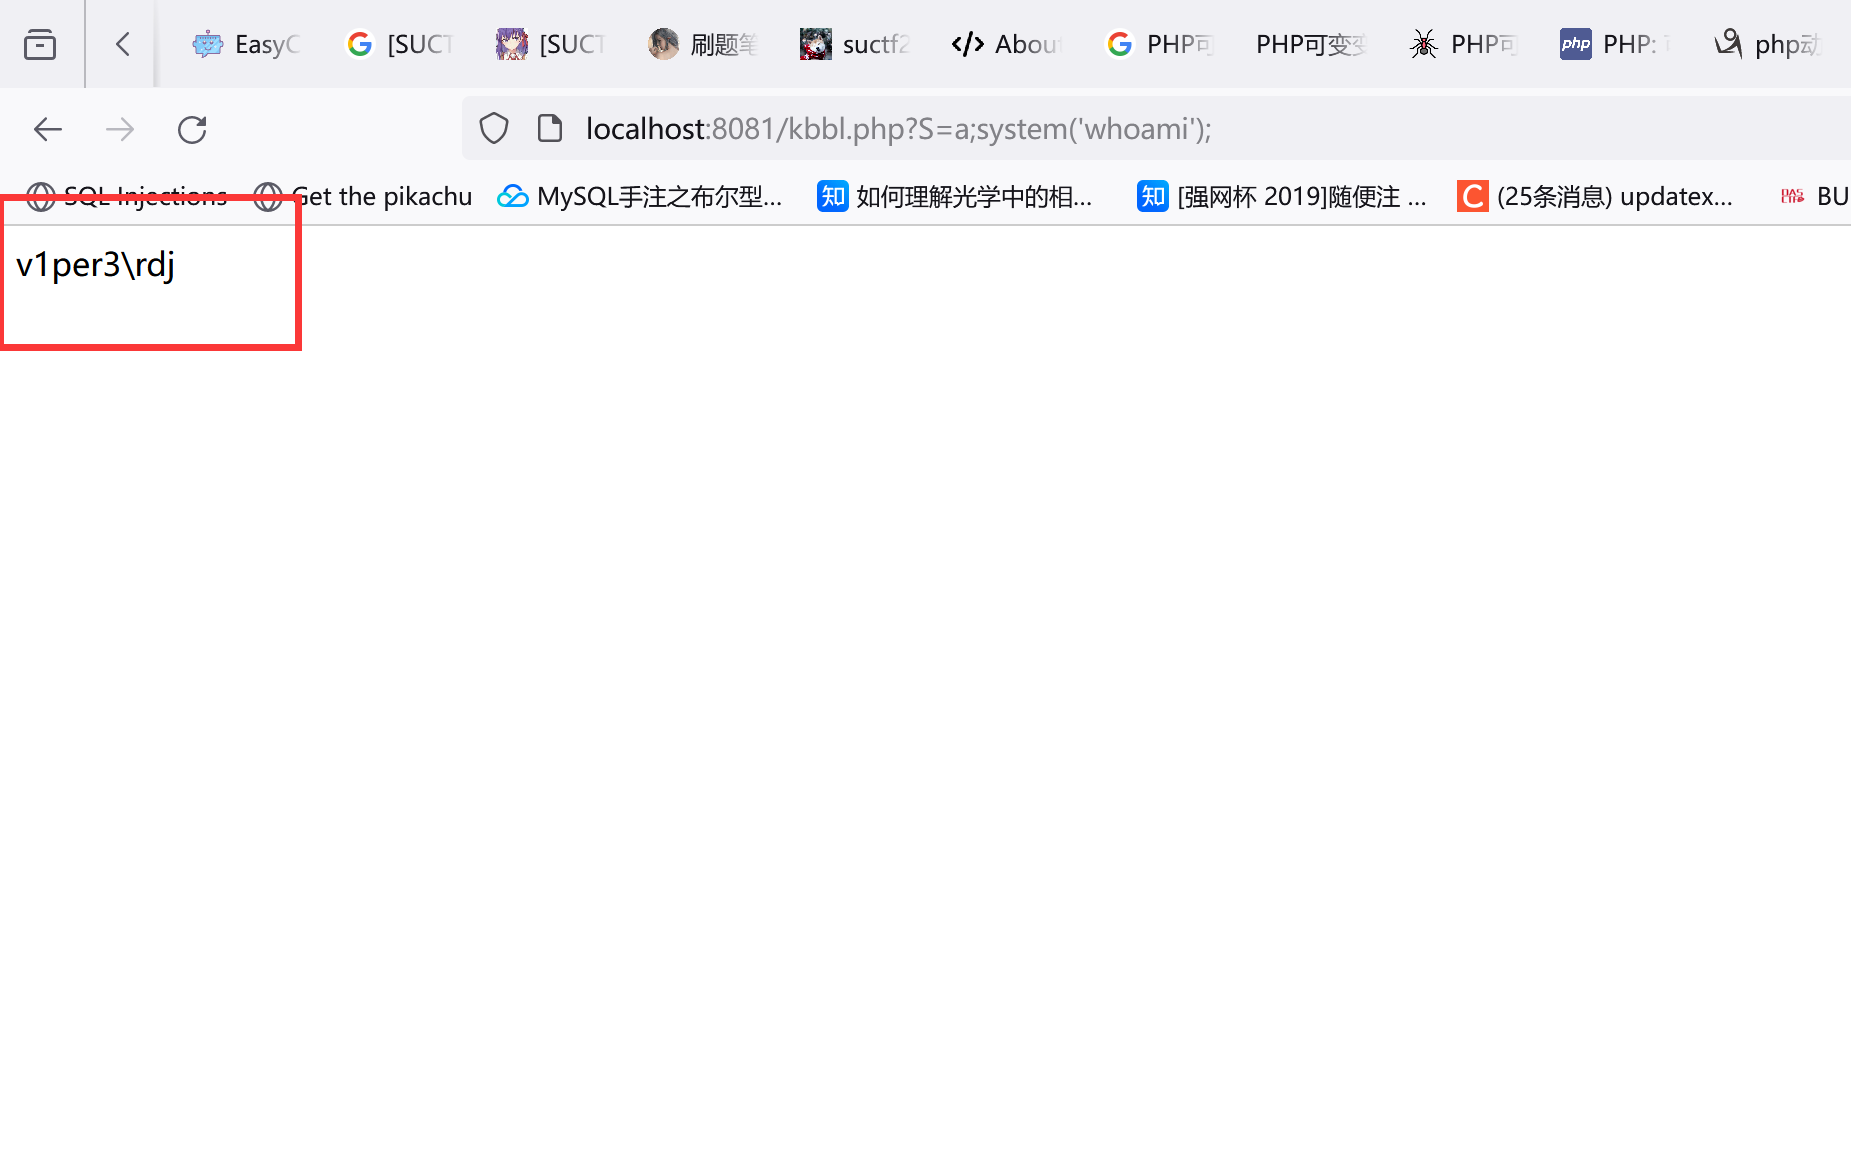 EasyC [SUCT [SUCT 刷题笔 suctf2 About PHP可 PHP可变变 PHP可 php PHP: 可 php动
localhost:8081/kbbl.php?S=a;system('whoami');
SQL Injections Get the pikachu MySQL手注之布尔型... 知 如何理解光学中的相... 知 [强网杯 2019]随便注 ... C (25条消息) updatex... BU
v1per3\rdj